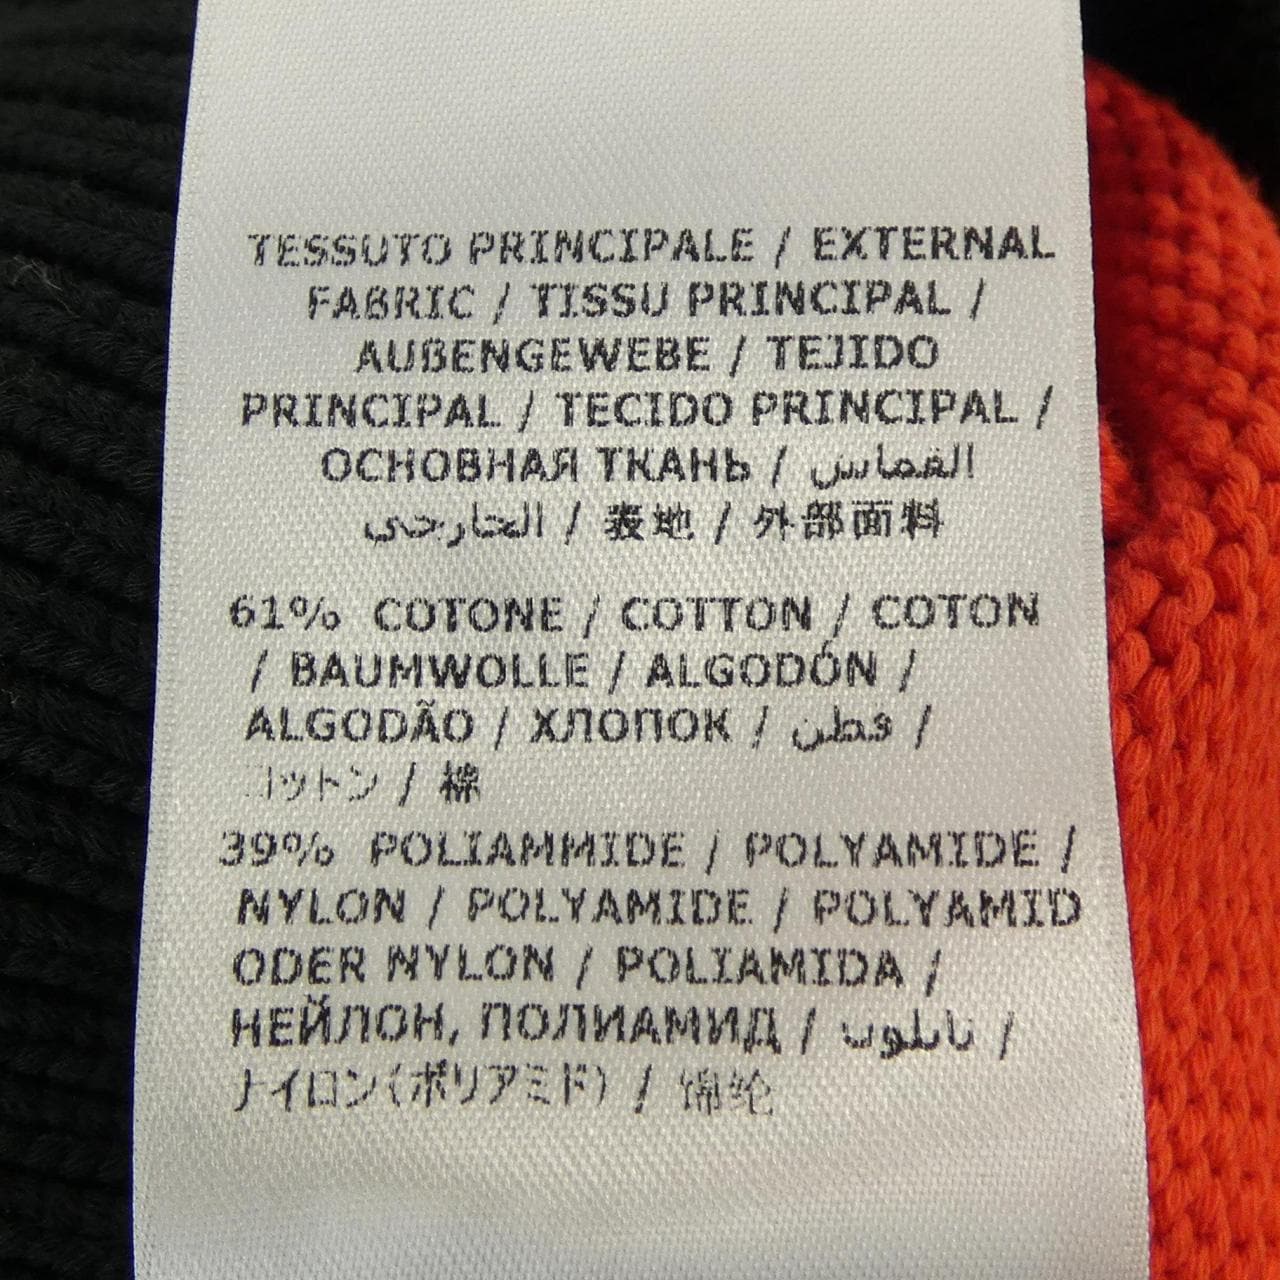 TESSUTO PRINCIPALE / EXTERNAL
FABRIC / TISSU PRINCIPAL /
AUßENGEWEBE / TEJIDO
PRINCIPAL / TECIDO PRINCIPAL /
ОСНОВНАЯ ТКАНЬ / القماش
الخارجي / 表地 / 外部面料
61% COTONE / COTTON / COTON
/ BAUMWOLLE / ALGODÓN /
ALGODÃO / ХЛОПОК / قطن /
コットン / 棉
39% POLIAMMIDE / POLYAMIDE /
NYLON / POLYAMIDE / POLYAMID
ODER NYLON / POLIAMIDA /
НЕЙЛОН, ПОЛИАМИД / نايلون /
ナイロン(ポリアミド) / 锦纶